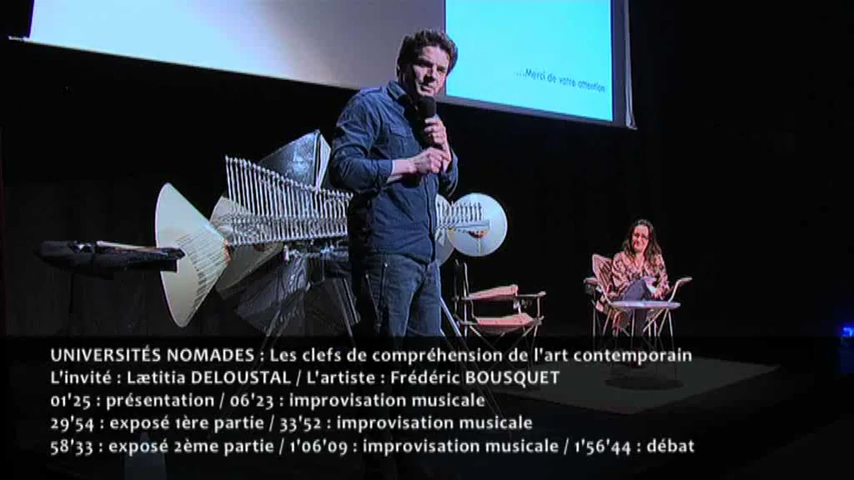 ...Merci de votre attention
UNIVERSITÉS NOMADES : Les clefs de compréhension de l'art contemporain
L'invité : Lætitia DELOUSTAL / L'artiste : Frédéric BOUSQUET
01'25 : présentation / 06'23 : improvisation musicale
29'54 : exposé 1ère partie / 33'52 : improvisation musicale
58'33 : exposé 2ème partie / 1'06'09 : improvisation musicale / 1'56'44 : débat